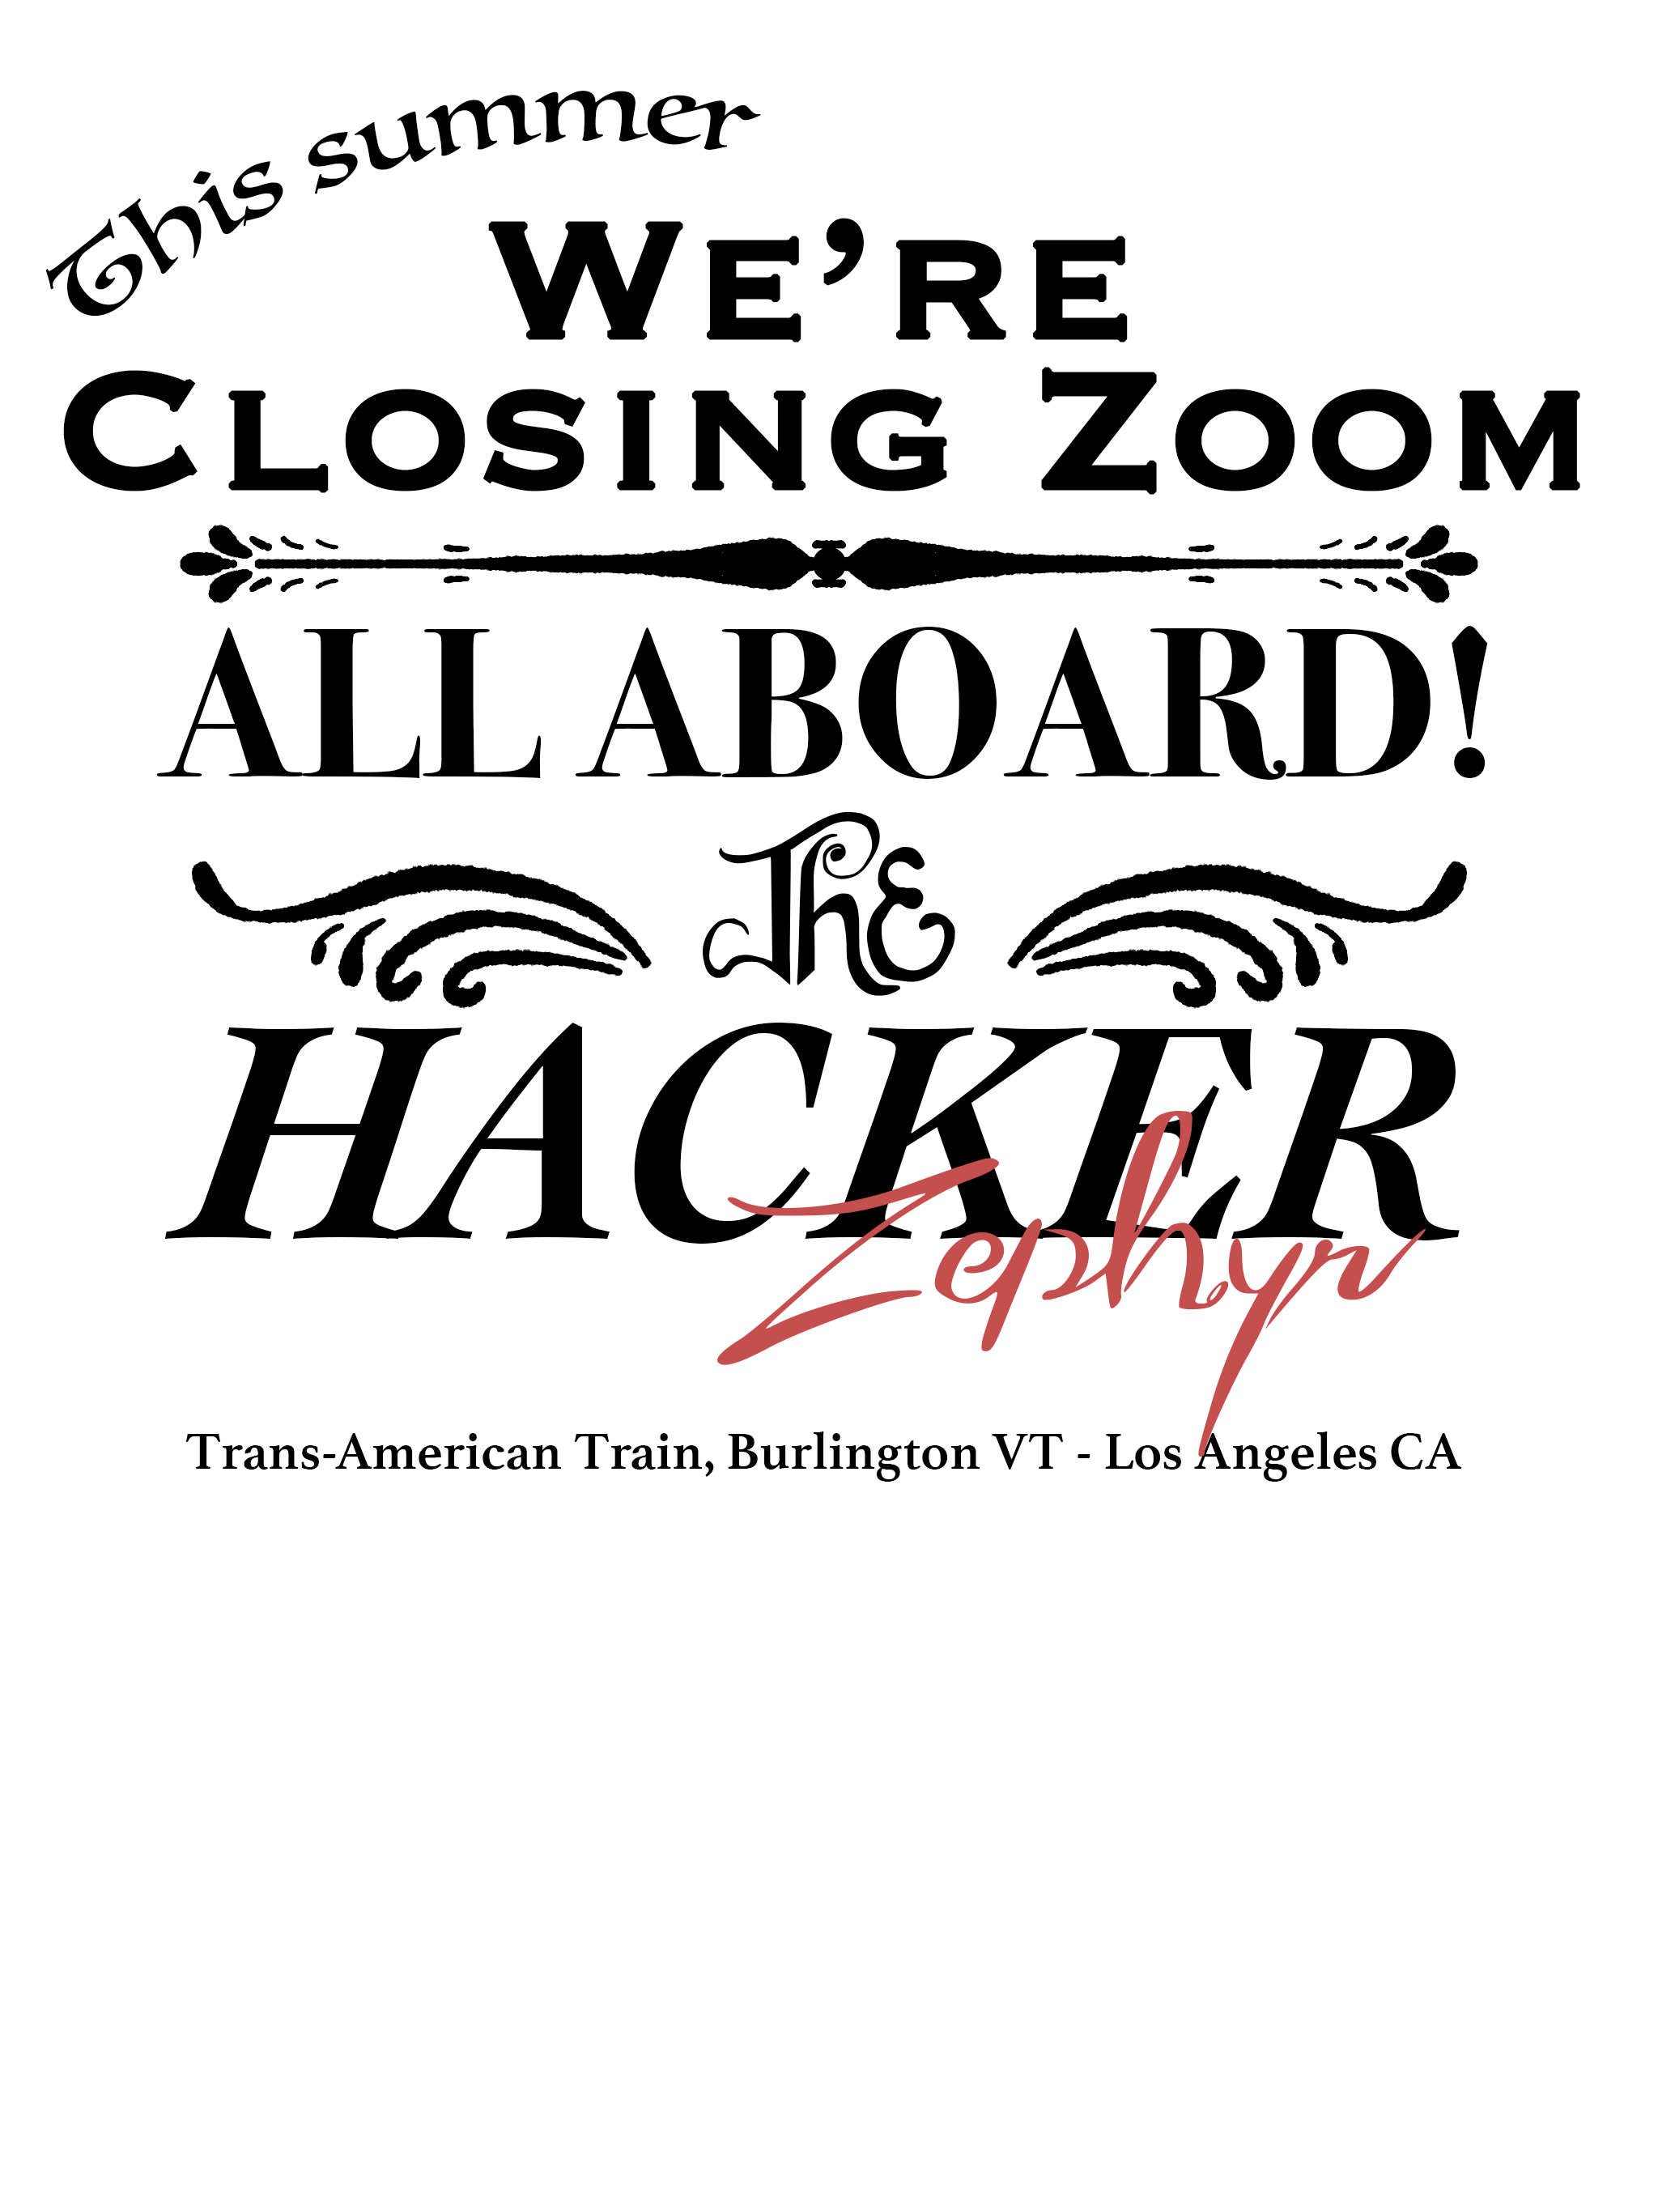 This summer
We're
Closing Zoom
ALL ABOARD!
The
HACKER
Zephyr
Trans-American Train, Burlington VT - Los Angeles CA